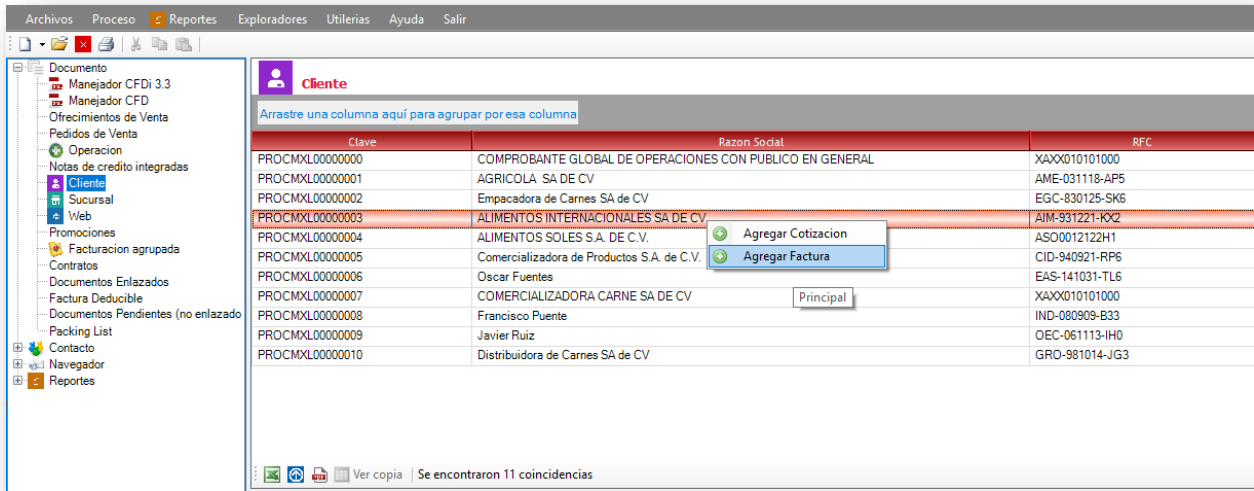 Archivos Proceso Reportes Exploradores Utilerias Ayuda Salir
Documento
Manejador CFDi 3.3
Manejador CFD
Ofrecimientos de Venta
Pedidos de Venta
Operacion
Notas de credito integradas
Cliente
Sucursal
Web
Promociones
Facturacion agrupada
Contratos
Documentos Enlazados
Factura Deducible
Documentos Pendientes (no enlazado
Packing List
Contacto
Navegador
Reportes
Cliente
Arrastre una columna aquí para agrupar por esa columna
Clave Razon Social RFC
PROCMXL00000000 COMPROBANTE GLOBAL DE OPERACIONES CON PUBLICO EN GENERAL XAXX010101000
PROCMXL00000001 AGRICOLA SA DE CV AME-031118-AP5
PROCMXL00000002 Empacadora de Carnes SA de CV EGC-830125-SK6
PROCMXL00000003 ALIMENTOS INTERNACIONALES SA DE CV AIM-931221-KX2
PROCMXL00000004 ALIMENTOS SOLES S.A. DE C.V. ASO0012122H1
PROCMXL00000005 Comercializadora de Productos S.A. de C.V. CID-940921-RP6
PROCMXL00000006 Oscar Fuentes EAS-141031-TL6
PROCMXL00000007 COMERCIALIZADORA CARNE SA DE CV XAXX010101000
PROCMXL00000008 Francisco Puente IND-080909-B33
PROCMXL00000009 Javier Ruiz OEC-061113-IH0
PROCMXL00000010 Distribuidora de Carnes SA de CV GRO-981014-JG3
Agregar Cotizacion
Agregar Factura
Principal
Ver copia Se encontraron 11 coincidencias